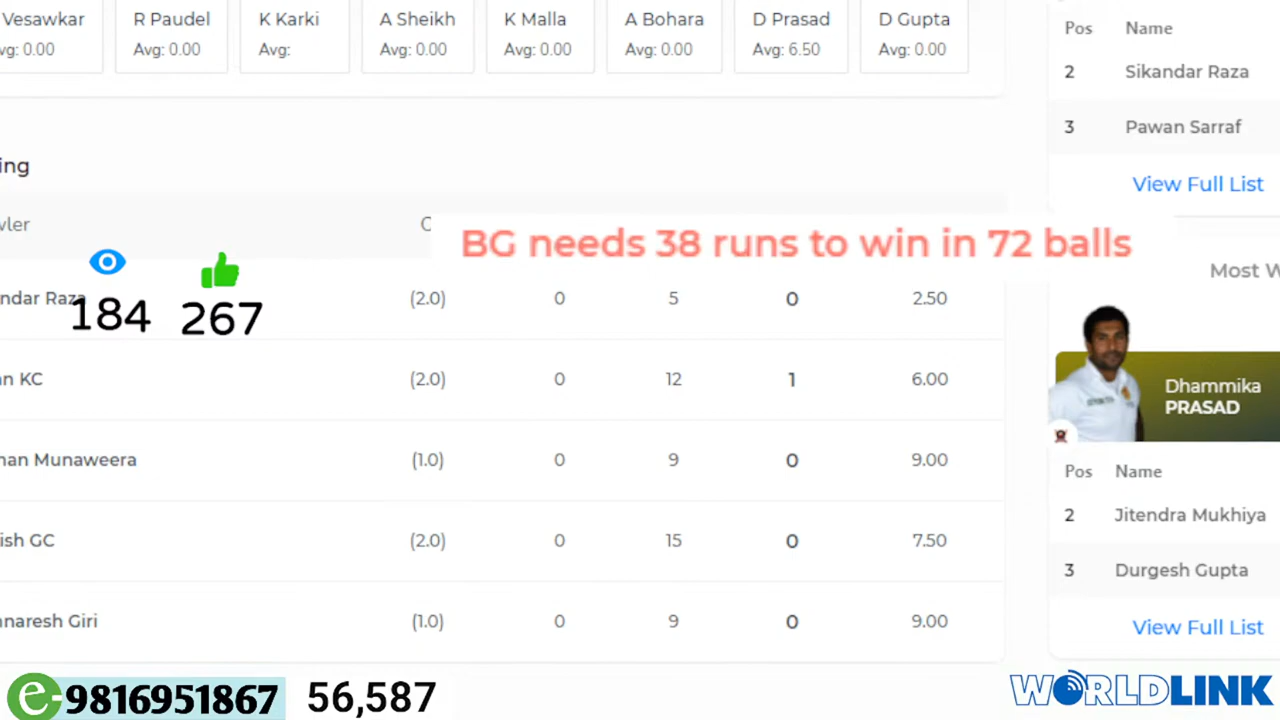 Vesawkar R Paudel K Karki A Sheikh K Malla A Bohara D Prasad D Gupta
vg: 0.00 Avg: 0.00 Avg: Avg: 0.00 Avg: 0.00 Avg: 0.00 Avg: 6.50 Avg: 0.00
Pos Name
2 Sikandar Raza
3 Pawan Sarraf
View Full List
ing
wler
BG needs 38 runs to win in 72 balls
184 267
ndar Raza (2.0) 0 5 0 2.50
an KC (2.0) 0 12 1 6.00
han Munaweera (1.0) 0 9 0 9.00
ish GC (2.0) 0 15 0 7.50
naresh Giri (1.0) 0 9 0 9.00
Most W
Dhammika
PRASAD
Pos Name
2 Jitendra Mukhiya
3 Durgesh Gupta
View Full List
e-9816951867 56,587
WORLDLINK